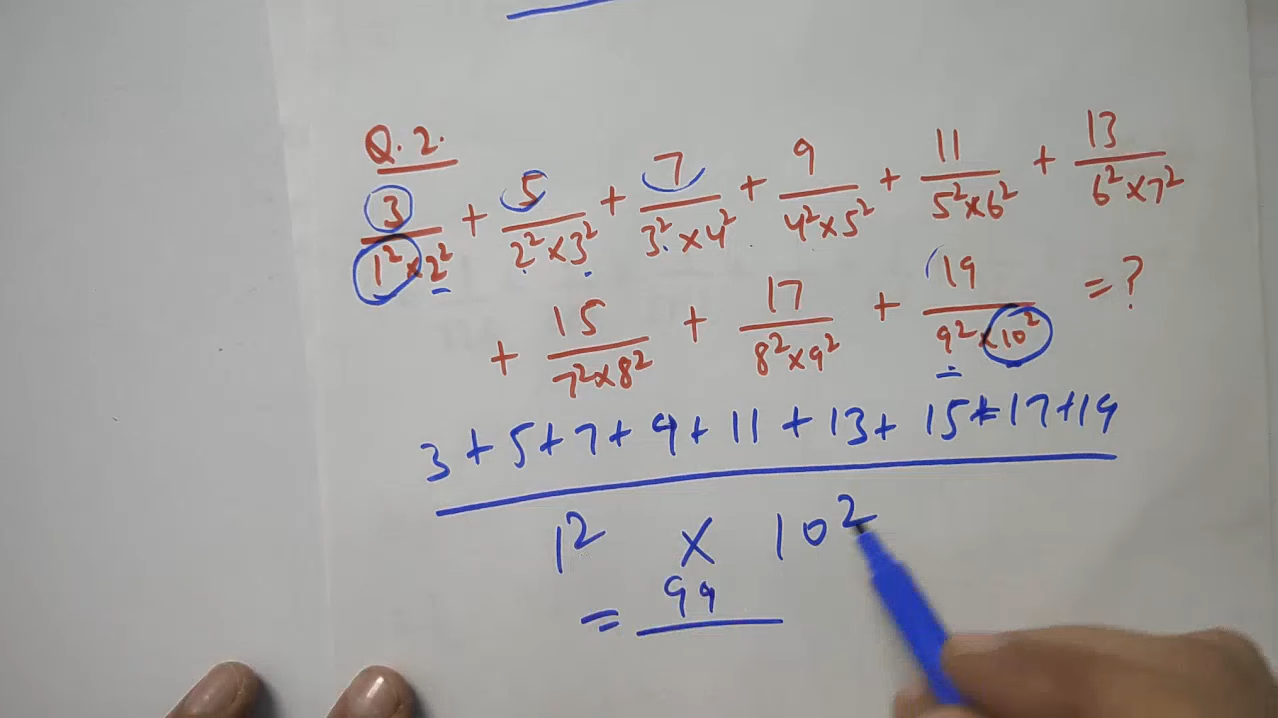 Q.2.
3/(1²×2²) + 5/(2²×3²) + 7/(3²×4²) + 9/(4²×5²) + 11/(5²×6²) + 13/(6²×7²)
+ 15/(7²×8²) + 17/(8²×9²) + 19/(9²×10²) = ?
3+5+7+9+11+13+15+17+19
1² × 10²
= 99